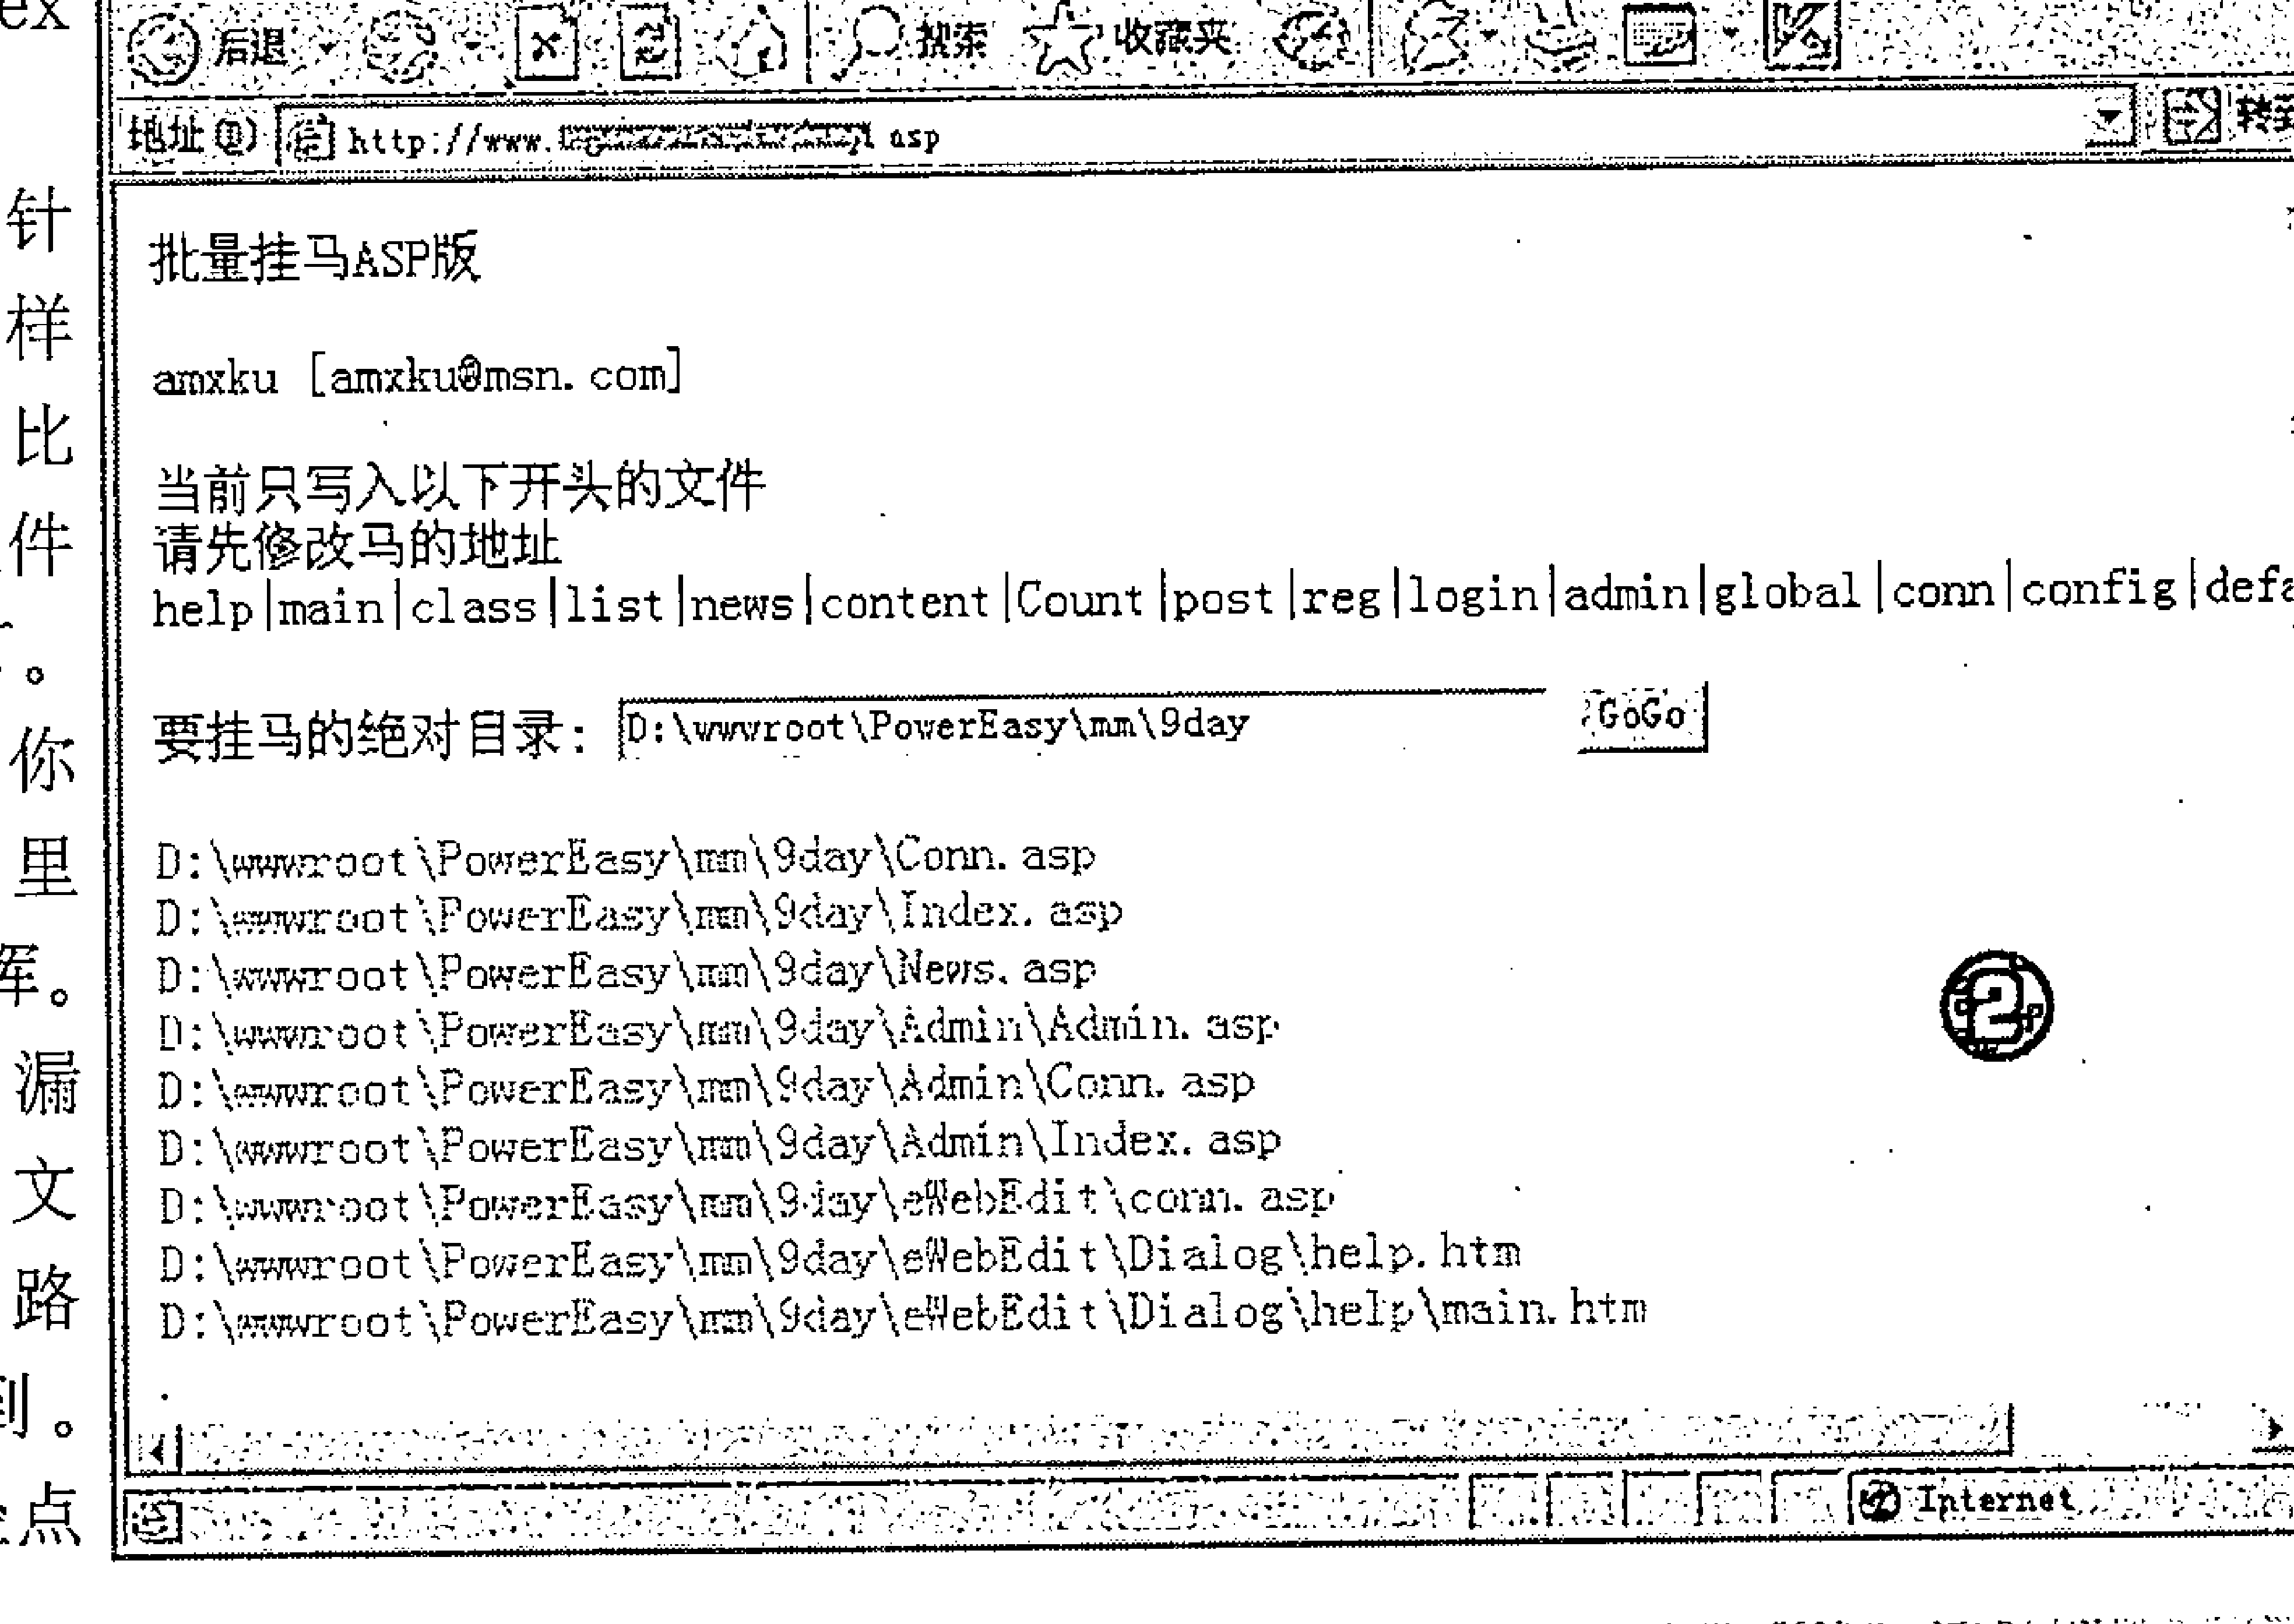 ex
针
样
比
件
。
你
里
挥。
漏
文
路
到。
点
后退
搜索
收藏夹
地址(D)
http://www.
asp
转到
批量挂马ASP版
amxku [amxku@msn.com]
当前只写入以下开头的文件
请先修改马的地址
help|main|class|list|news|content|Count|post|reg|login|admin|global|conn|config|defa
要挂马的绝对目录: D:\wwwroot\PowerEasy\mm\9day GoGo
D:\wwwroot\PowerEasy\mm\9day\Conn.asp
D:\wwwroot\PowerEasy\mm\9day\Index.asp
D:\wwwroot\PowerEasy\mm\9day\News.asp
D:\wwwroot\PowerEasy\mm\9day\Admin\Admin.asp
D:\wwwroot\PowerEasy\mm\9day\Admin\Conn.asp
D:\wwwroot\PowerEasy\mm\9day\Admin\Index.asp
D:\wwwroot\PowerEasy\mm\9day\eWebEdit\conn.asp
D:\wwwroot\PowerEasy\mm\9day\eWebEdit\Dialog\help.htm
D:\wwwroot\PowerEasy\mm\9day\eWebEdit\Dialog\help\main.htm
2
Internet